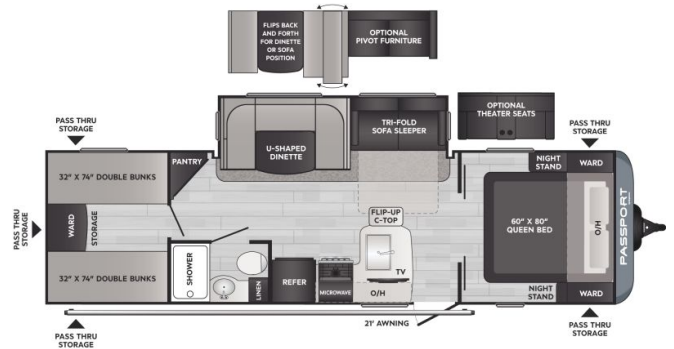 FLIPS BACK
AND FORTH
FOR DINETTE
OR SOFA
POSITION
OPTIONAL
PIVOT FURNITURE
OPTIONAL
THEATER SEATS
PASS THRU
STORAGE
PASS THRU
STORAGE
TRI-FOLD
SOFA SLEEPER
U-SHAPED
DINETTE
PANTRY
32" X 74" DOUBLE BUNKS
NIGHT
STAND
WARD
PASS THRU
STORAGE
WARD
STORAGE
FLIP-UP
C-TOP
60" X 80"
QUEEN BED
O/H
PASSPORT
SHOWER
32" X 74" DOUBLE BUNKS
LINEN
REFER
MICROWAVE
TV
O/H
NIGHT
STAND
WARD
21' AWNING
PASS THRU
STORAGE
PASS THRU
STORAGE